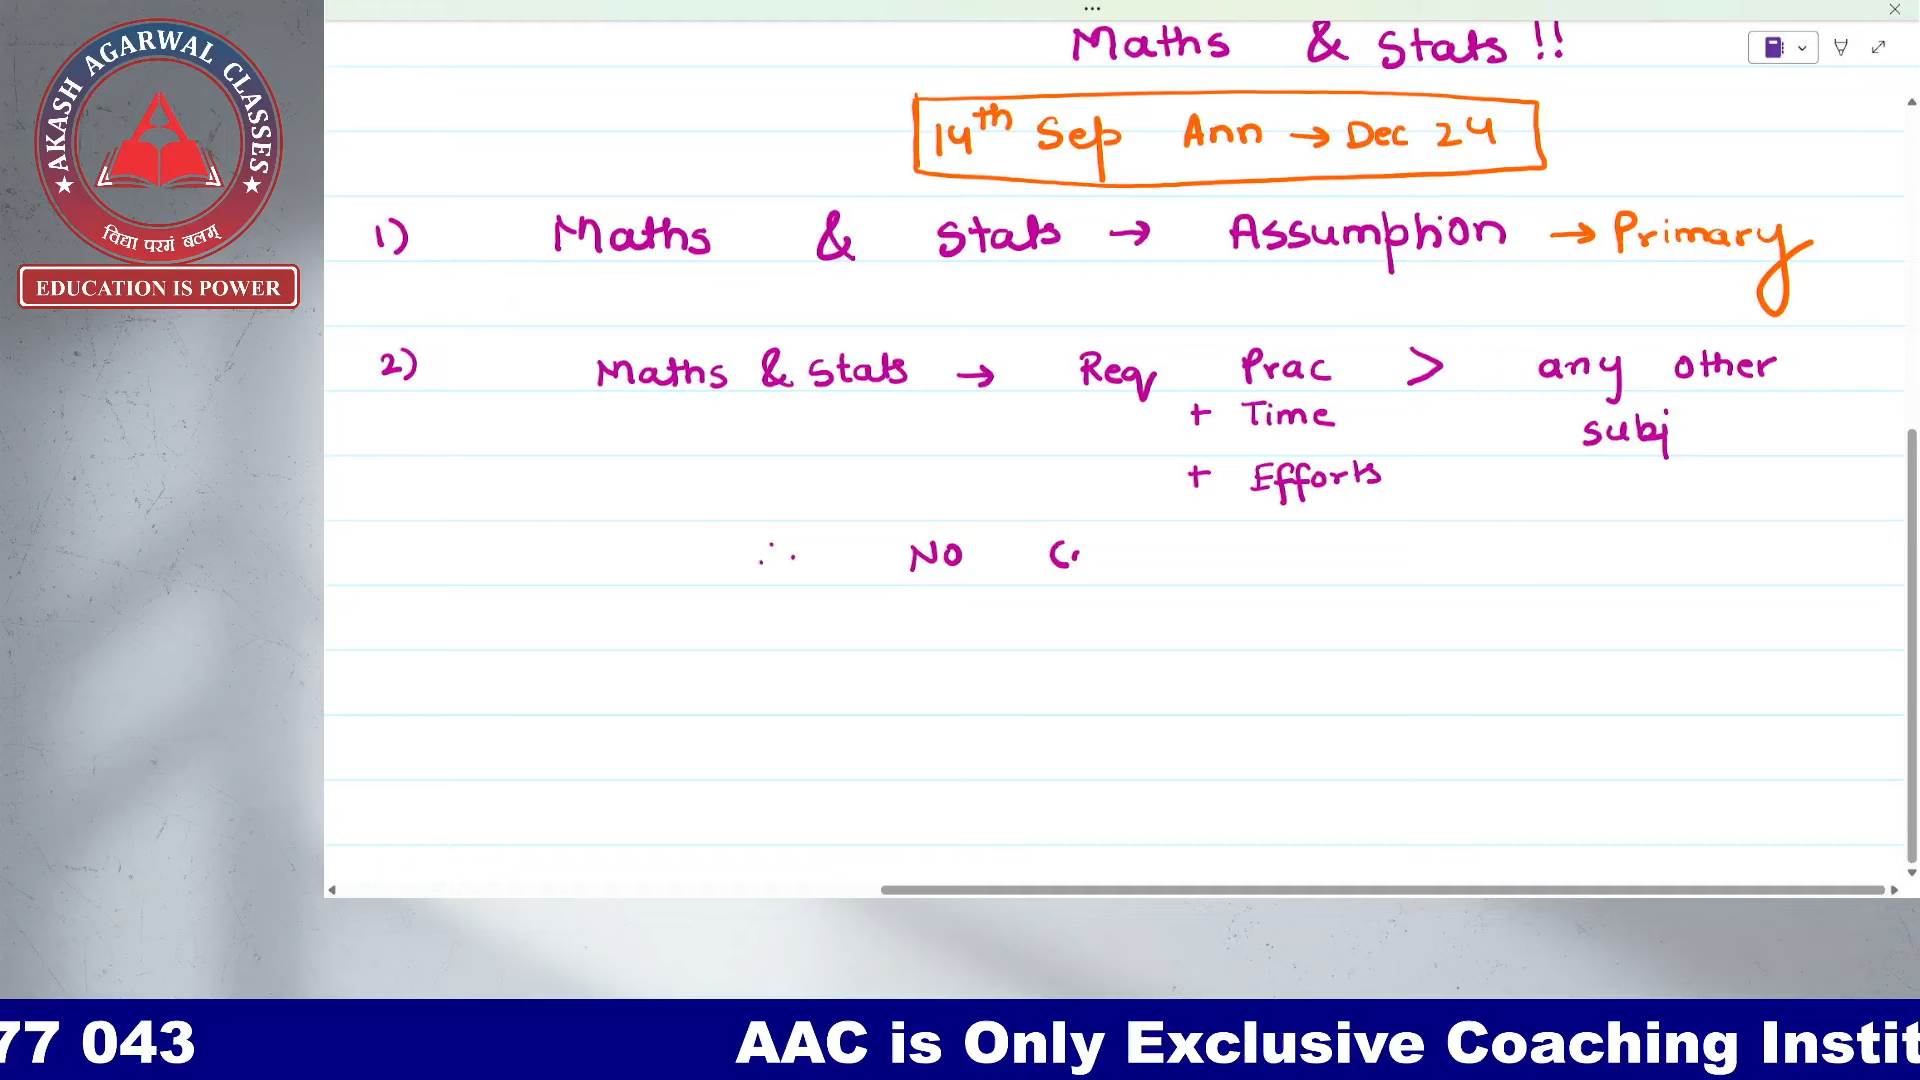 Maths & Stats !!
AKASH AGARWAL CLASSES
विद्या परमं बलम्
EDUCATION IS POWER
14th Sep Ann → Dec 24
1) Maths & Stats → Assumption → Primary
2) Maths & Stats → Req Prac > any other
+ Time
subj
+ Efforts
∴ No
77 043 AAC is Only Exclusive Coaching Instit